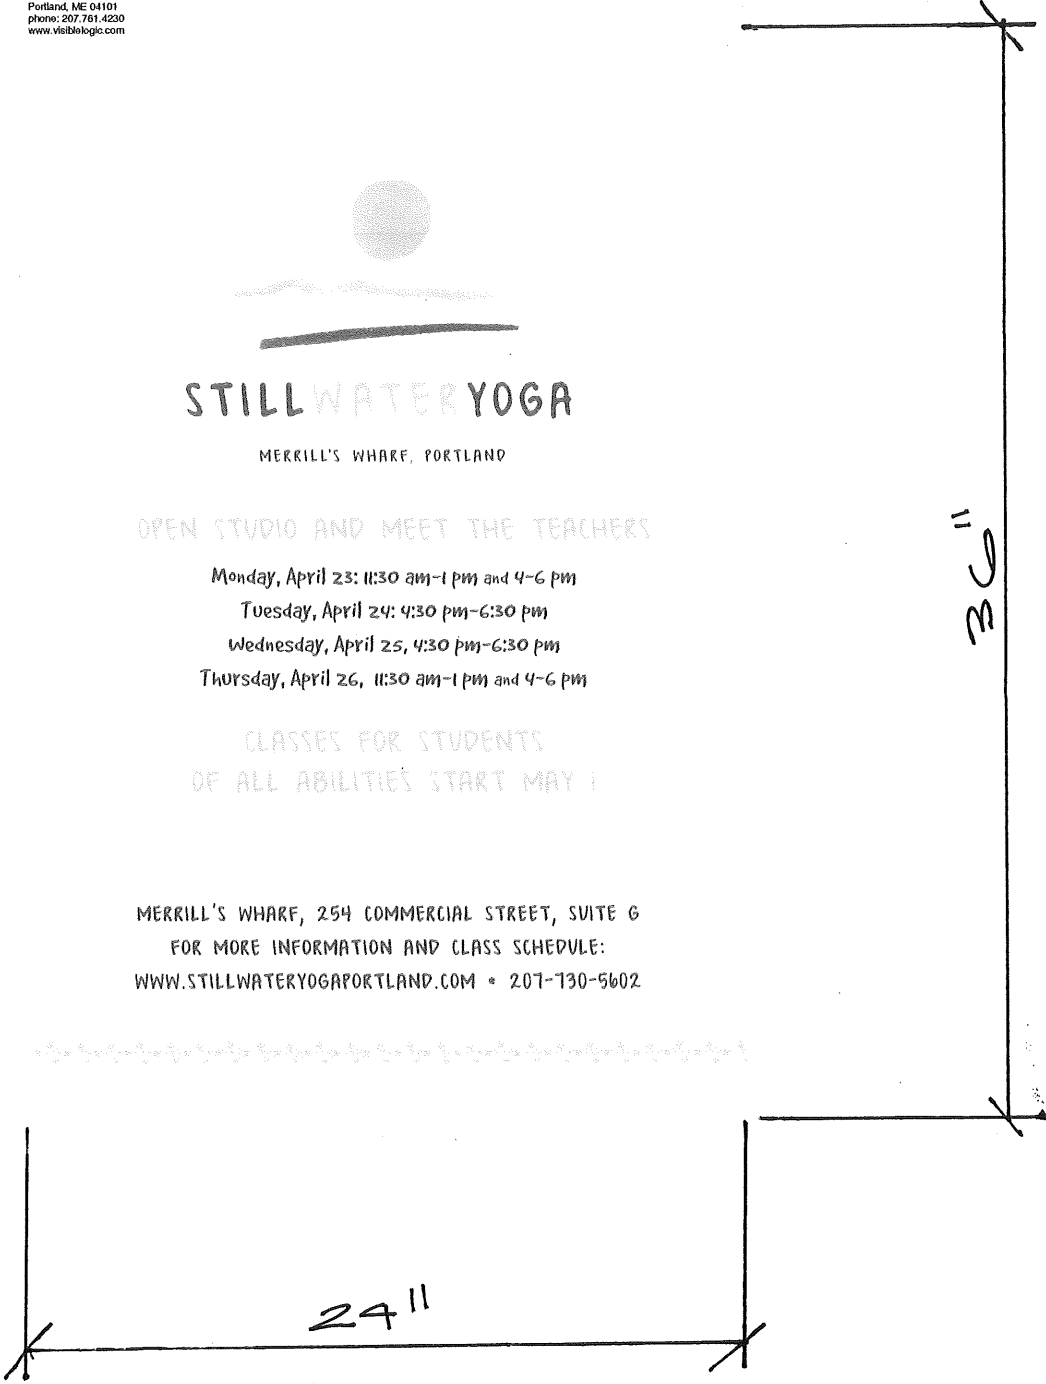 Portland, ME 04101
phone: 207.761.4230
www.visiblelogic.com
STILLWATERYOGA
MERRILL'S WHARF, PORTLAND
OPEN STUDIO AND MEET THE TEACHERS
Monday, April 23: 11:30 am-1 pm and 4-6 pm
Tuesday, April 24: 4:30 pm-6:30 pm
Wednesday, April 25, 4:30 pm-6:30 pm
Thursday, April 26, 11:30 am-1 pm and 4-6 pm
CLASSES FOR STUDENTS
OF ALL ABILITIES START MAY 1
MERRILL'S WHARF, 254 COMMERCIAL STREET, SUITE G
FOR MORE INFORMATION AND CLASS SCHEDULE:
WWW.STILLWATERYOGAPORTLAND.COM • 207-730-5602
36"
24"